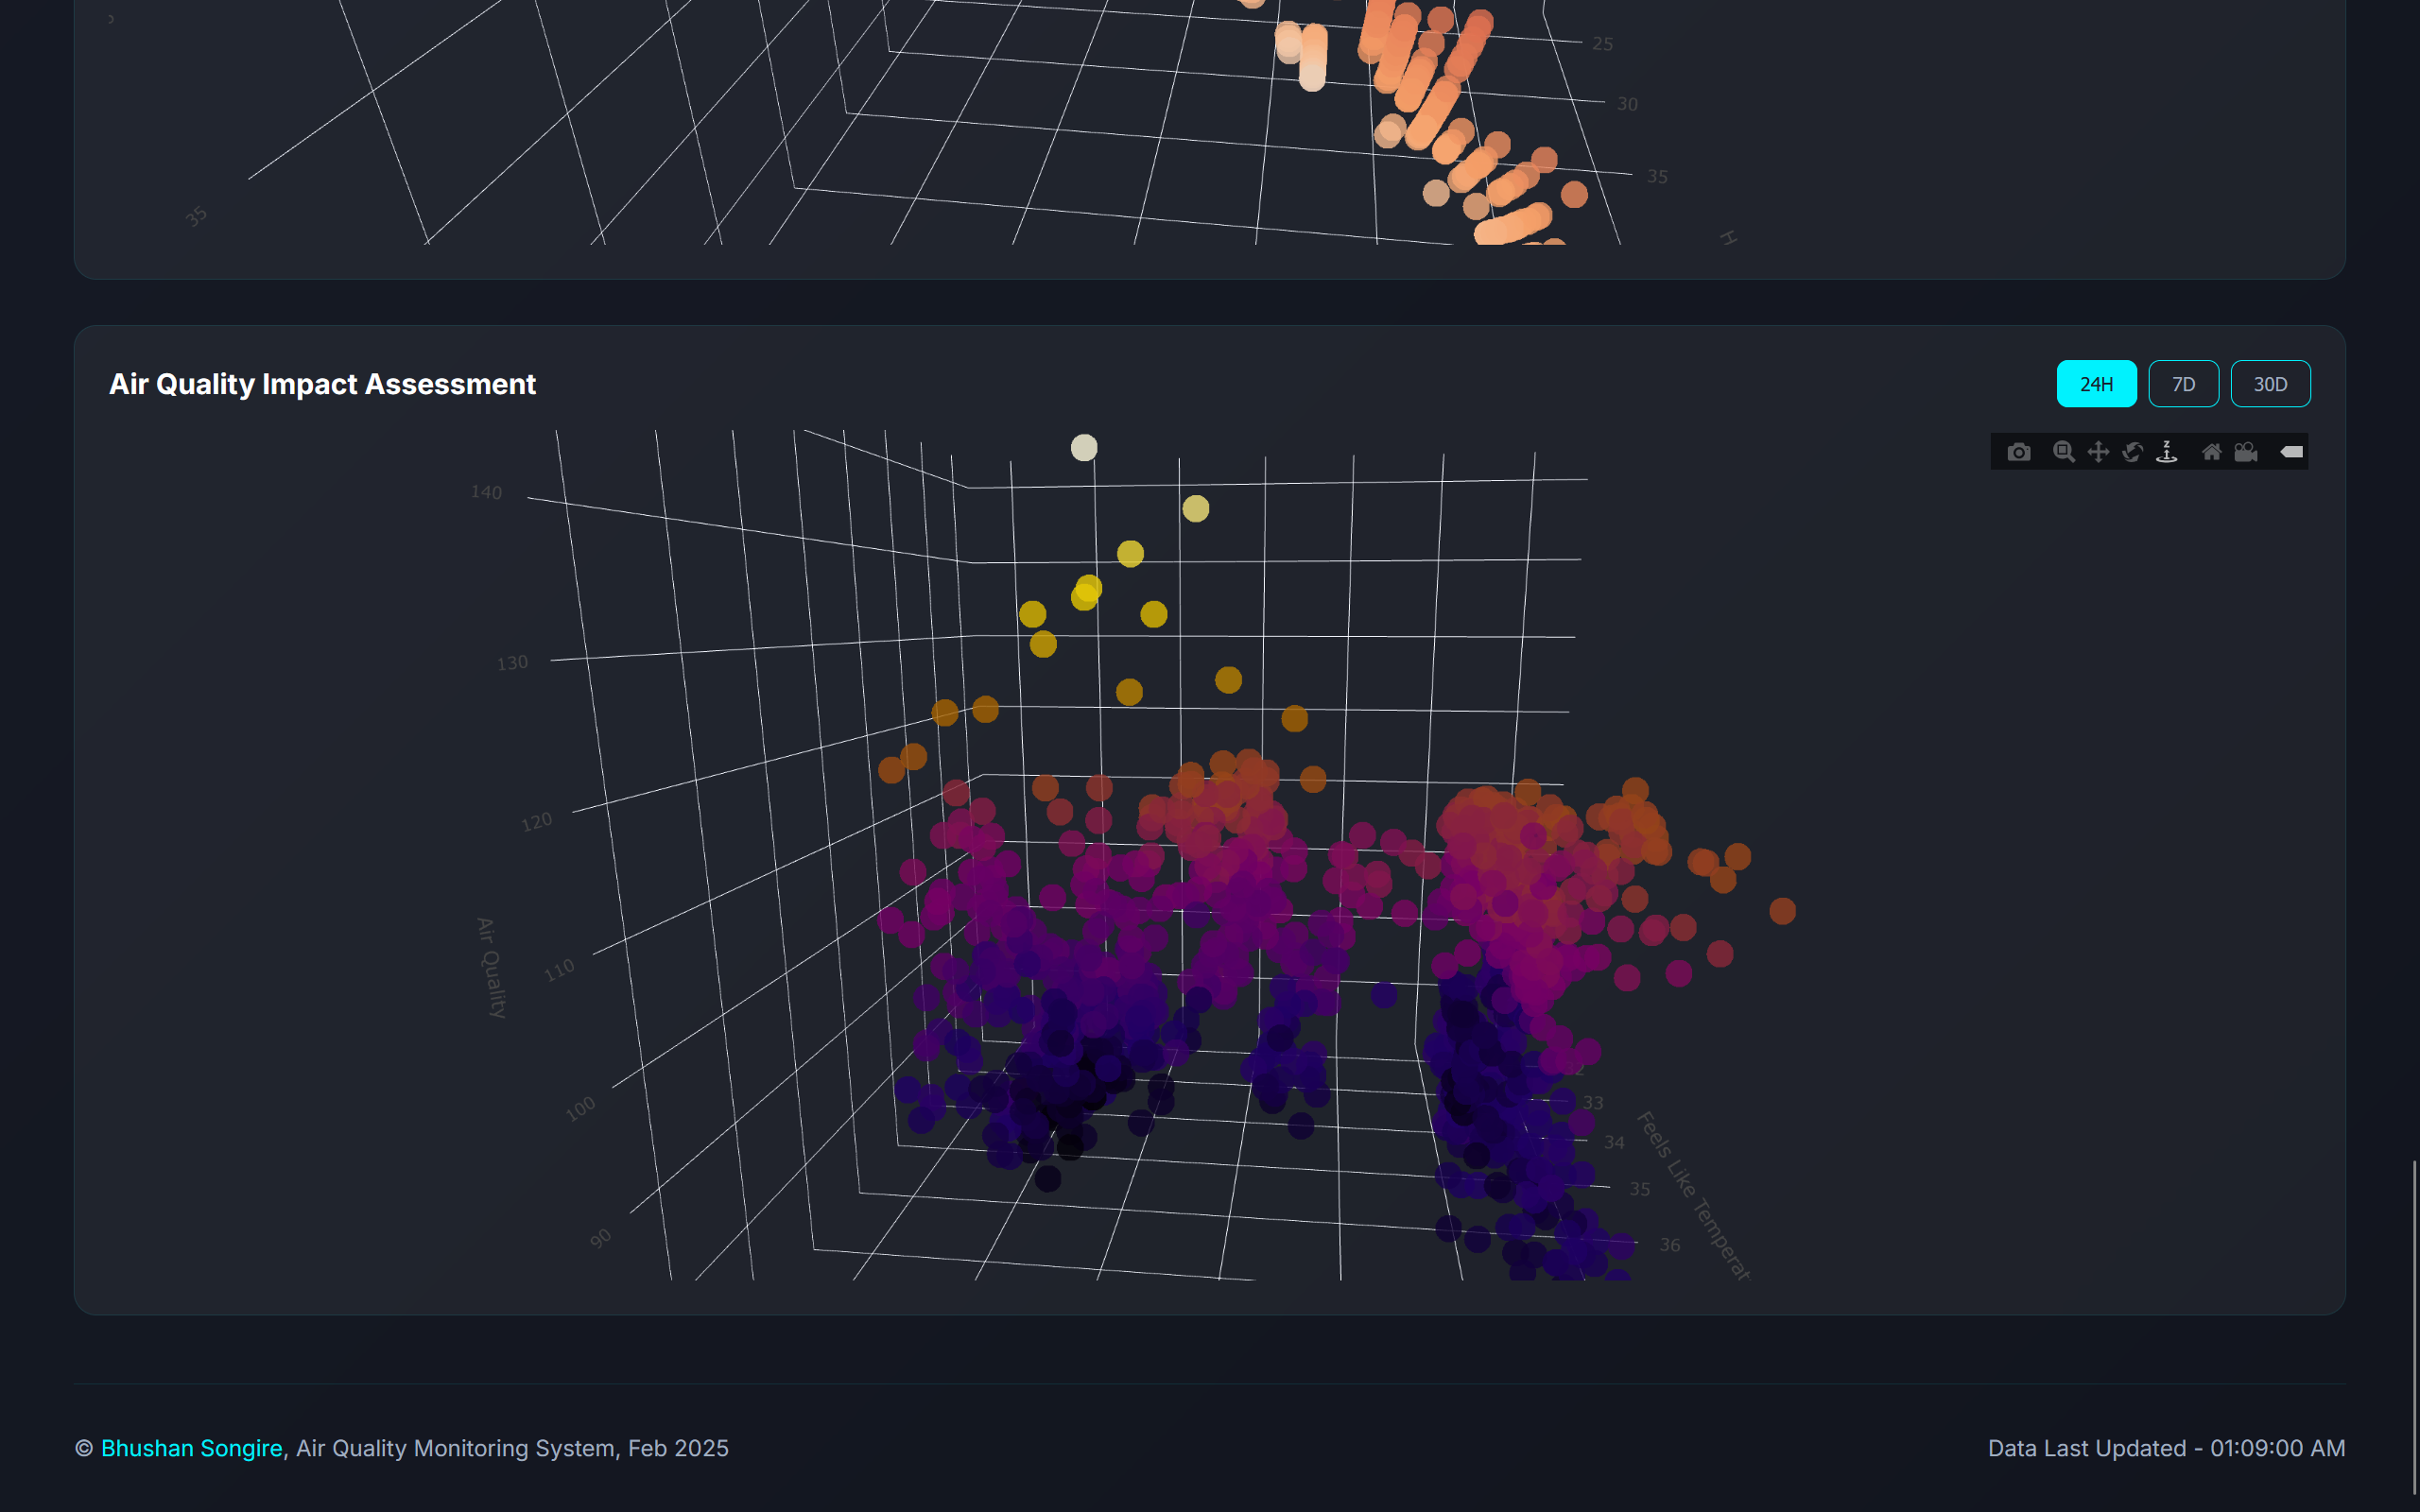 25
30
35
35
H
Air Quality Impact Assessment
24H
7D
30D
z
140
130
120
110
100
90
Air Quality
32
33
34
35
36
Feels Like Temperat
© Bhushan Songire, Air Quality Monitoring System, Feb 2025
Data Last Updated - 01:09:00 AM